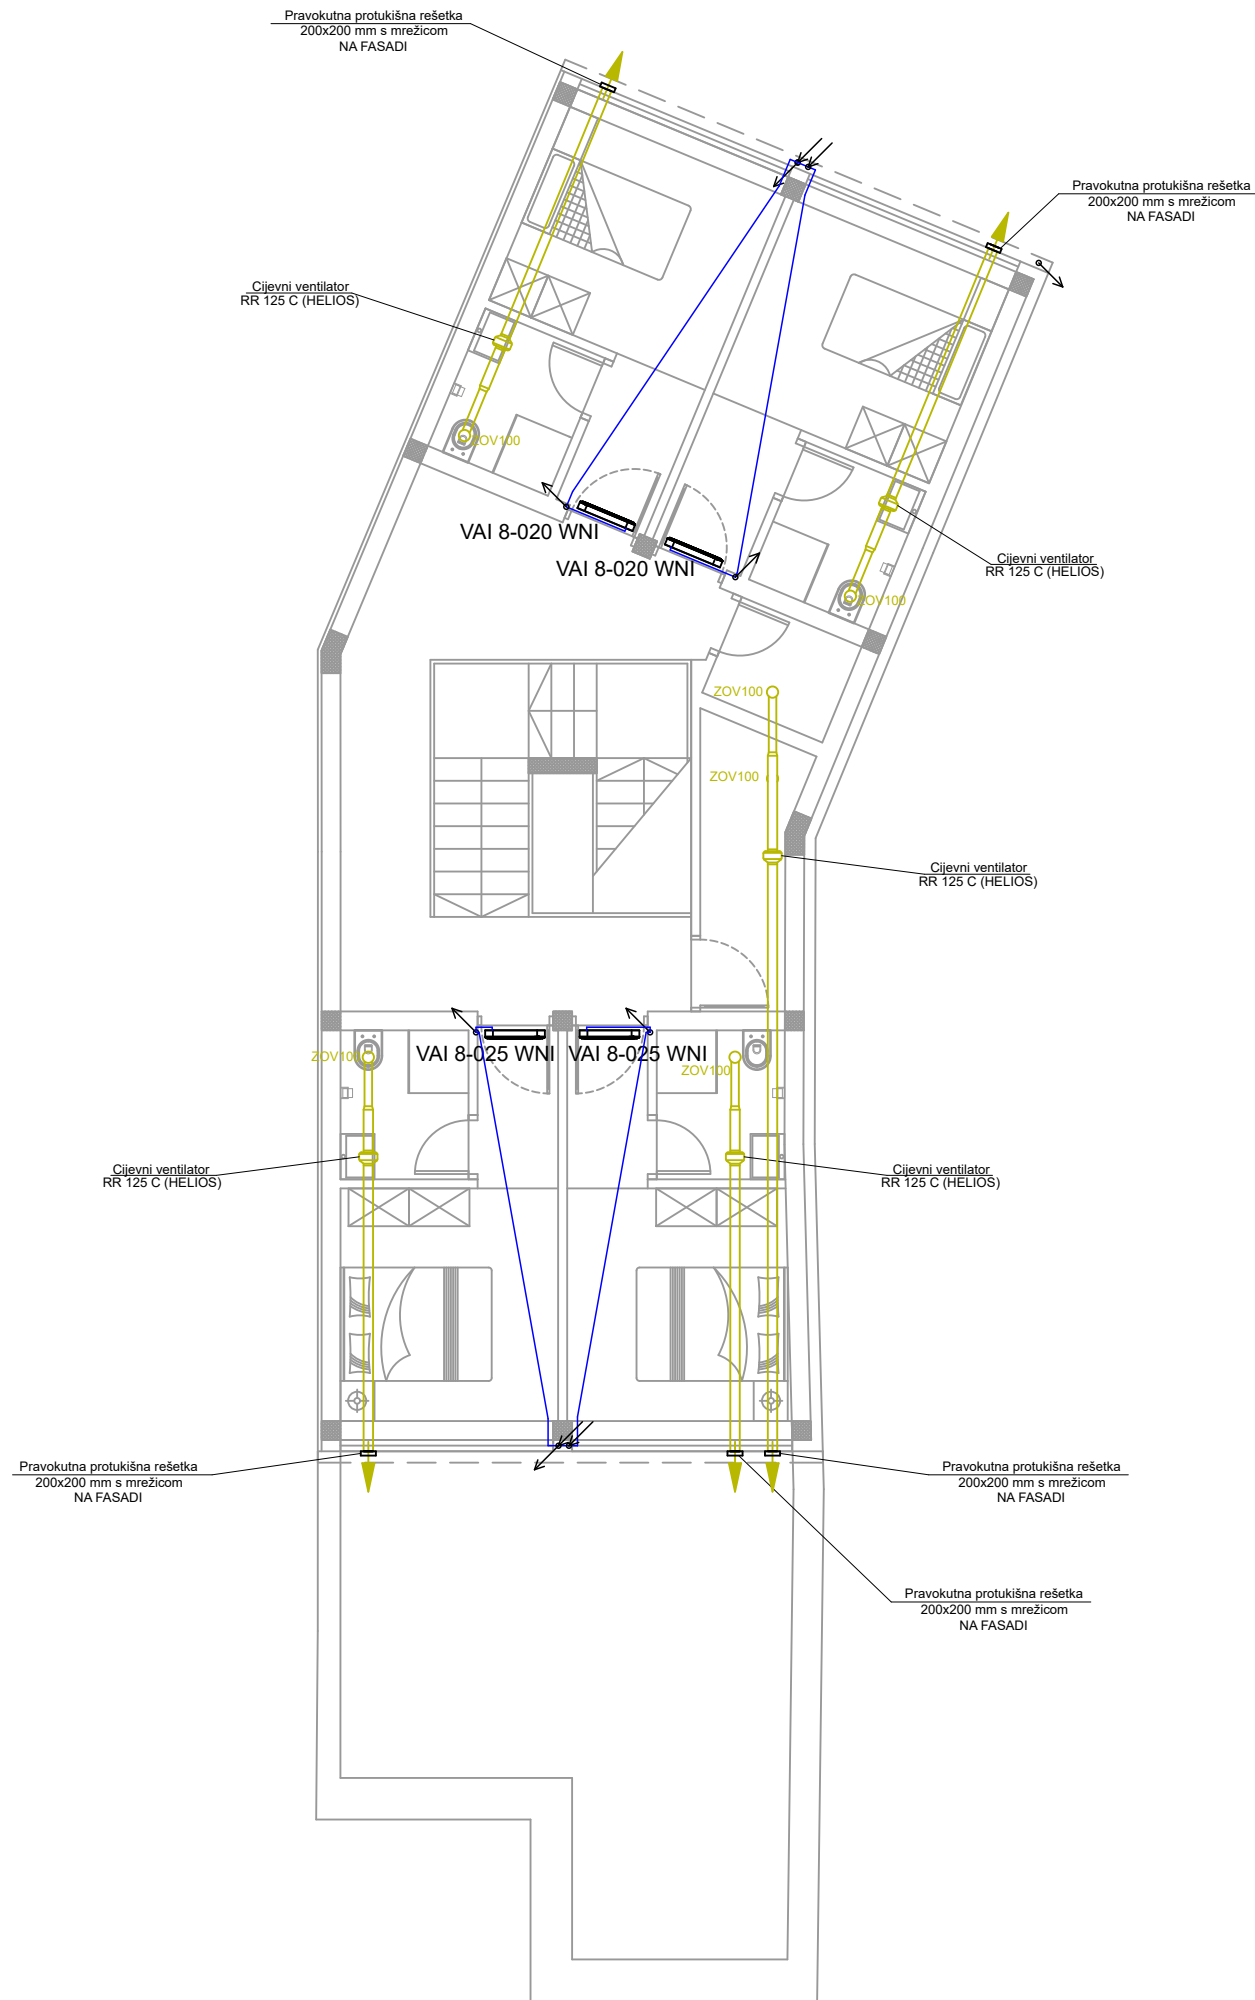 Pravokutna protukišna rešetka
200x200 mm s mrežicom
NA FASADI
Pravokutna protukišna rešetka
200x200 mm s mrežicom
NA FASADI
Cijevni ventilator
RR 125 C (HELIOS)
ZOV100
VAI 8-020 WNI
VAI 8-020 WNI
Cijevni ventilator
RR 125 C (HELIOS)
ZOV100
ZOV100
ZOV100
Cijevni ventilator
RR 125 C (HELIOS)
ZOV100
VAI 8-025 WNI
VAI 8-025 WNI
ZOV100
Cijevni ventilator
RR 125 C (HELIOS)
Cijevni ventilator
RR 125 C (HELIOS)
Pravokutna protukišna rešetka
200x200 mm s mrežicom
NA FASADI
Pravokutna protukišna rešetka
200x200 mm s mrežicom
NA FASADI
Pravokutna protukišna rešetka
200x200 mm s mrežicom
NA FASADI